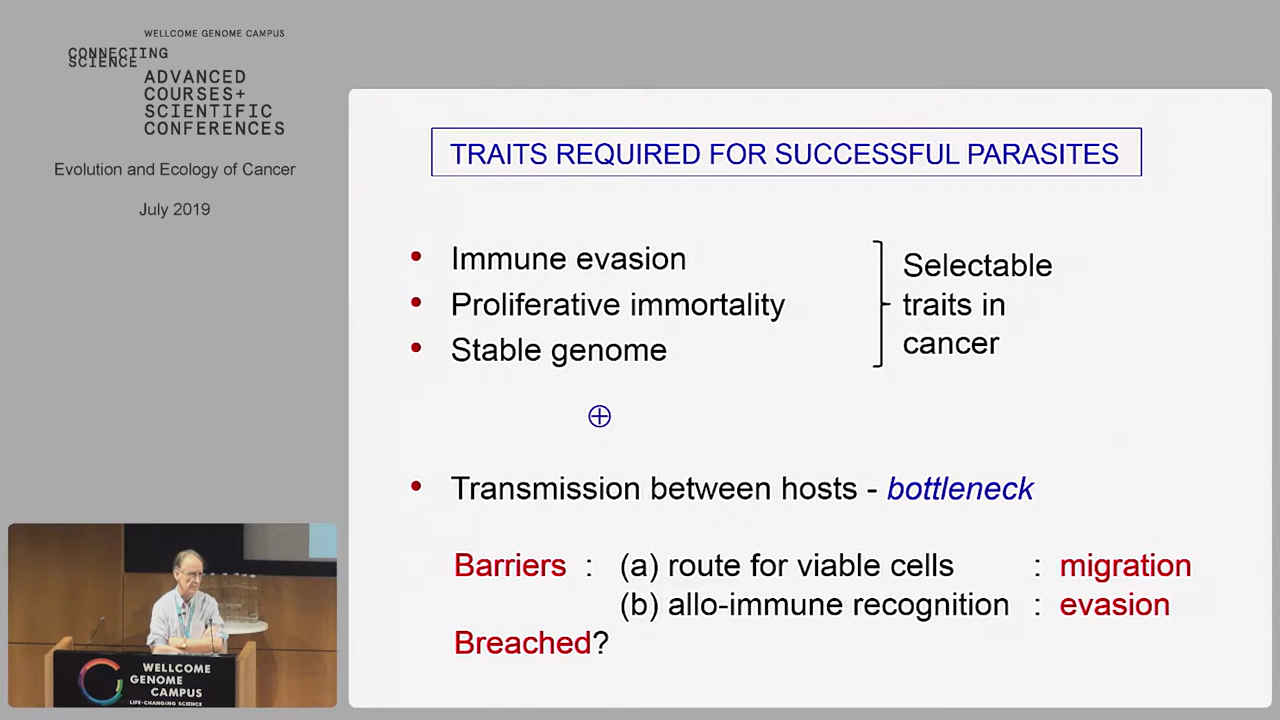 WELLCOME GENOME CAMPUS
CONNECTING
SCIENCE
ADVANCED
COURSES+
SCIENTIFIC
CONFERENCES
Evolution and Ecology of Cancer
July 2019
TRAITS REQUIRED FOR SUCCESSFUL PARASITES
• Immune evasion
• Proliferative immortality
• Stable genome
Selectable
traits in
cancer
⊕
• Transmission between hosts - bottleneck
Barriers : (a) route for viable cells : migration
(b) allo-immune recognition : evasion
Breached?
WELLCOME
GENOME
CAMPUS
LIFE-CHANGING SCIENCE